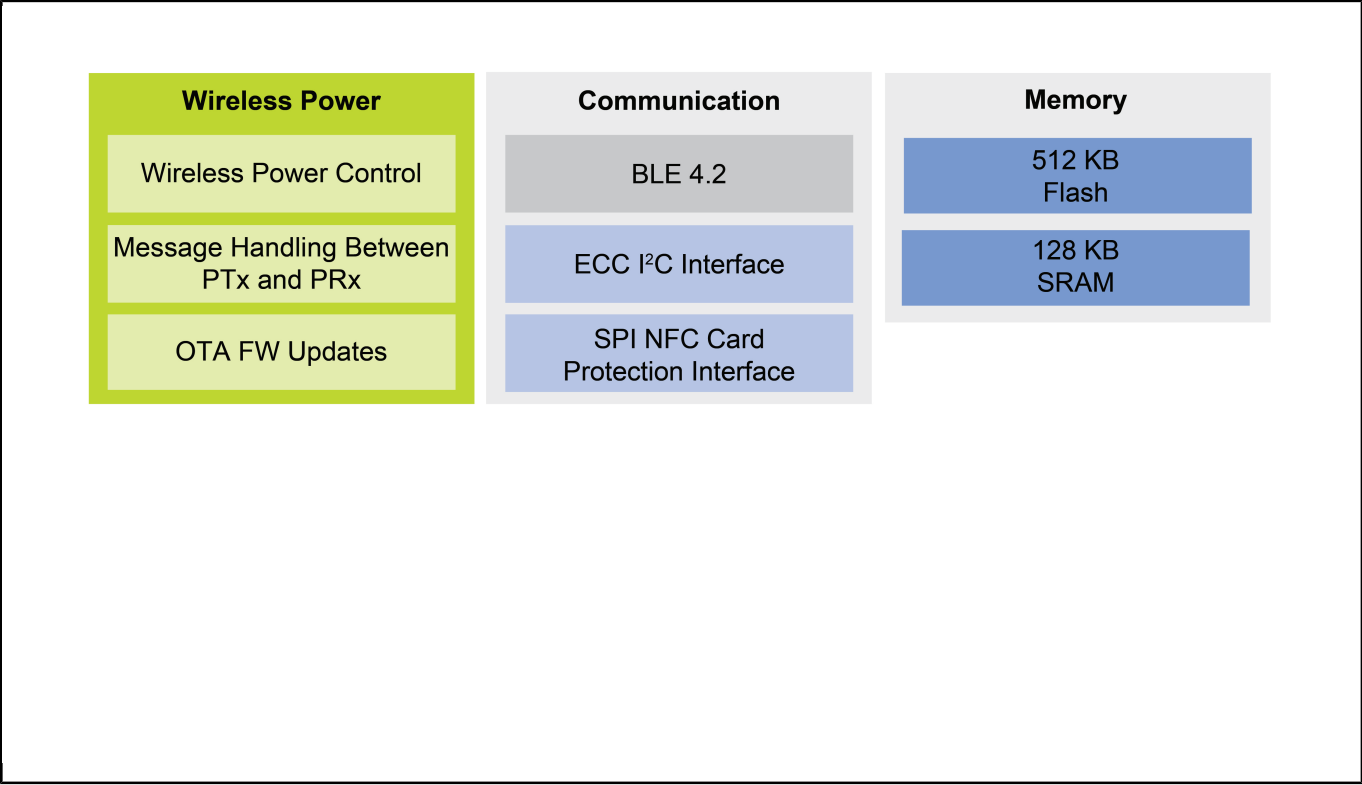 Wireless Power
Wireless Power Control
Message Handling Between
PTx and PRx
OTA FW Updates
Communication
BLE 4.2
ECC I²C Interface
SPI NFC Card
Protection Interface
Memory
512 KB
Flash
128 KB
SRAM